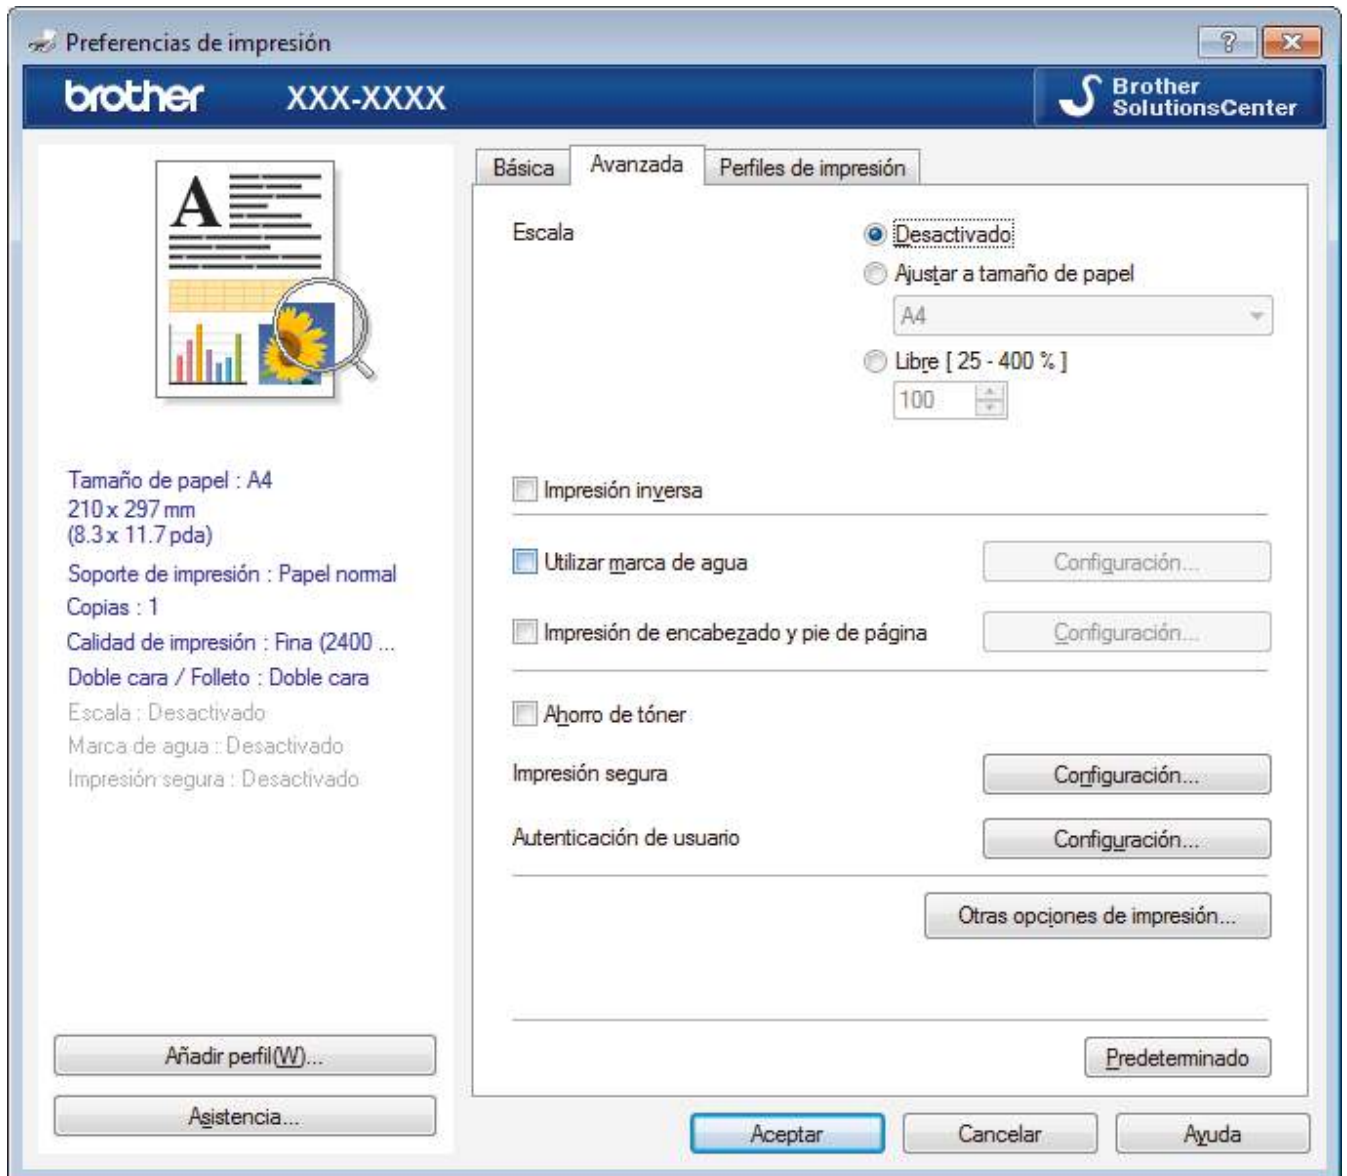 Preferencias de impresión
brother XXX-XXXX
Brother
SolutionsCenter
A
Tamaño de papel : A4
210 x 297 mm
(8.3 x 11.7 pda)
Soporte de impresión : Papel normal
Copias : 1
Calidad de impresión : Fina (2400 ...
Doble cara / Folleto : Doble cara
Escala : Desactivado
Marca de agua : Desactivado
Impresión segura : Desactivado
Añadir perfil(W)...
Asistencia...
Básica Avanzada Perfiles de impresión
Escala Desactivado
Ajustar a tamaño de papel
A4
Libre [ 25 - 400 % ]
100
Impresión inversa
Utilizar marca de agua Configuración...
Impresión de encabezado y pie de página Configuración...
Ahorro de tóner
Impresión segura Configuración...
Autenticación de usuario Configuración...
Otras opciones de impresión...
Predeterminado
Aceptar Cancelar Ayuda